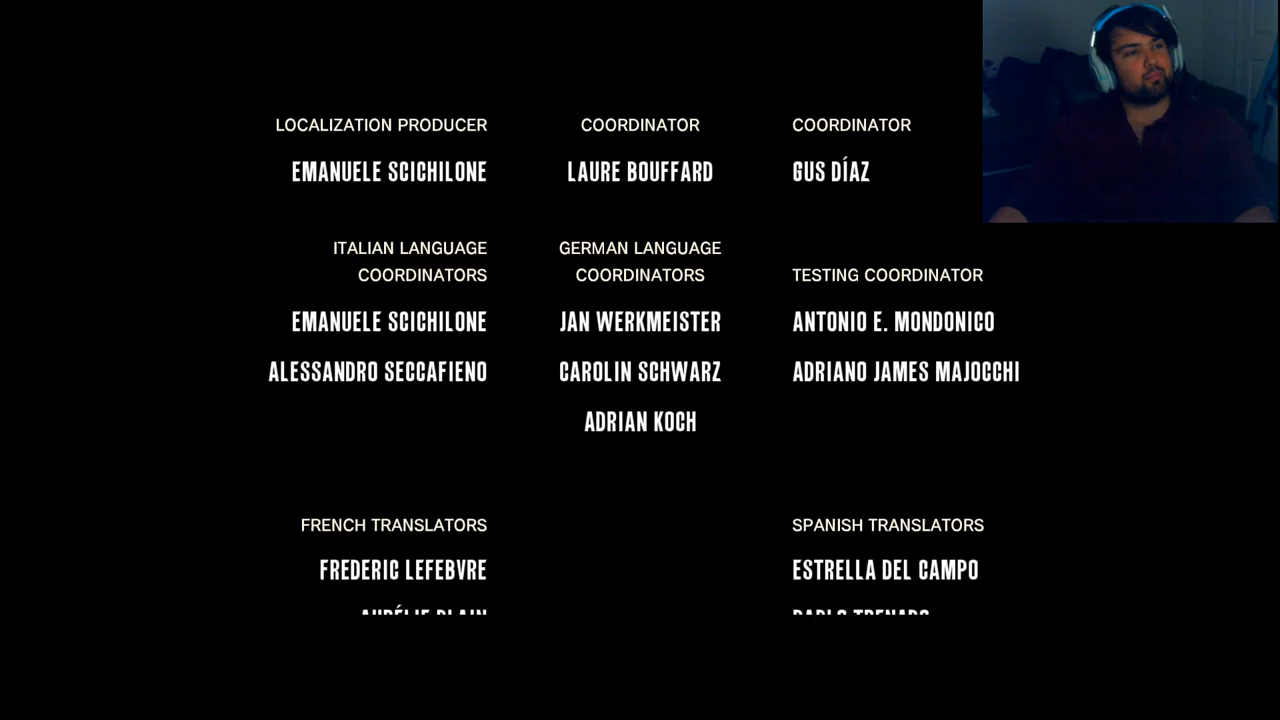 LOCALIZATION PRODUCER
EMANUELE SCICHILONE
COORDINATOR
LAURE BOUFFARD
COORDINATOR
GUS DÍAZ
ITALIAN LANGUAGE
COORDINATORS
EMANUELE SCICHILONE
ALESSANDRO SECCAFIENO
GERMAN LANGUAGE
COORDINATORS
JAN WERKMEISTER
CAROLIN SCHWARZ
ADRIAN KOCH
TESTING COORDINATOR
ANTONIO E. MONDONICO
ADRIANO JAMES MAJOCCHI
FRENCH TRANSLATORS
FREDERIC LEFEBVRE
SPANISH TRANSLATORS
ESTRELLA DEL CAMPO